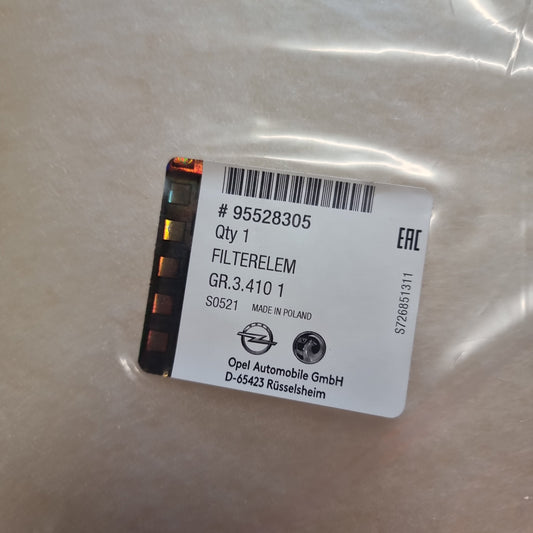 # 95528305
Qty 1
FILTERELEM
GR.3.410 1
S0521 MADE IN POLAND
Opel Automobile GmbH
D-65423 Rüsselsheim
EAC
S726851311